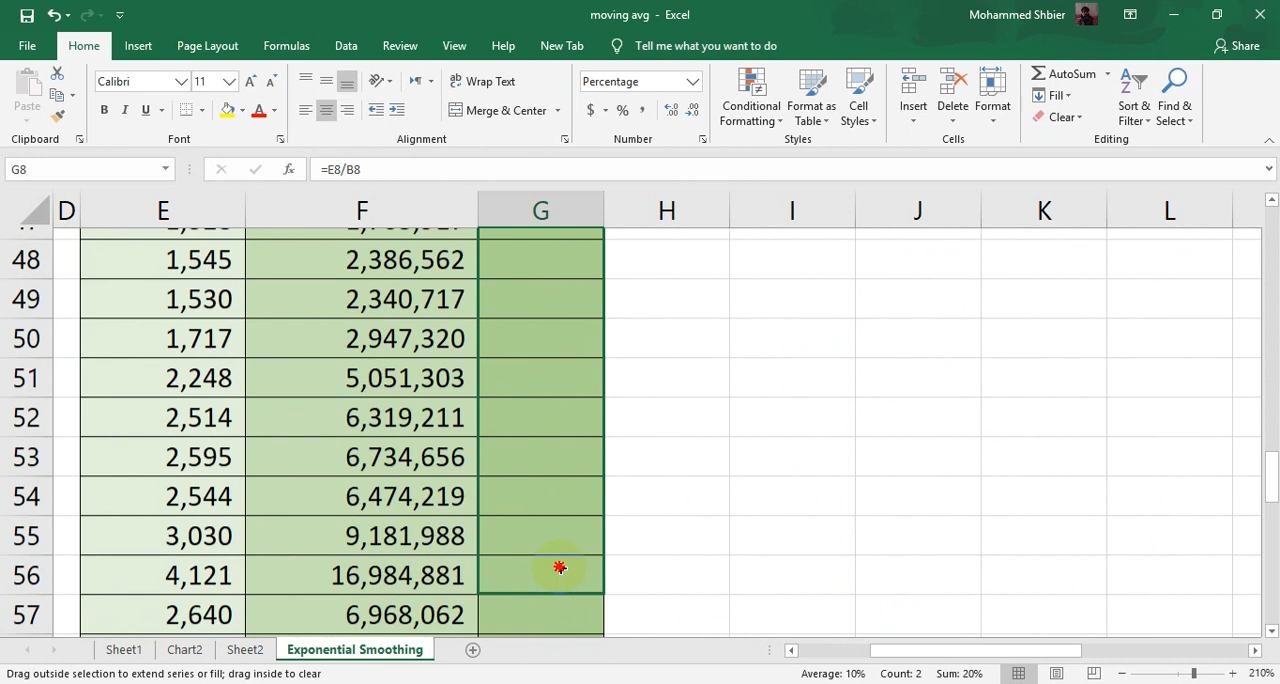 moving avg - Excel
Mohammed Shbier
File Home Insert Page Layout Formulas Data Review View Help New Tab Tell me what you want to do Share
Paste
Calibri 11
Wrap Text
Percentage
Conditional Formatting
Format as Table
Cell Styles
Insert
Delete
Format
AutoSum
Fill
Clear
Sort & Filter
Find & Select
B I U
Merge & Center
$ % ,
Clipboard Font Alignment Number Styles Cells Editing
G8 fx =E8/B8
D E F G H I J K L
48 1,545 2,386,562
49 1,530 2,340,717
50 1,717 2,947,320
51 2,248 5,051,303
52 2,514 6,319,211
53 2,595 6,734,656
54 2,544 6,474,219
55 3,030 9,181,988
56 4,121 16,984,881
57 2,640 6,968,062
Sheet1 Chart2 Sheet2 Exponential Smoothing
Drag outside selection to extend series or fill; drag inside to clear
Average: 10% Count: 2 Sum: 20%
210%